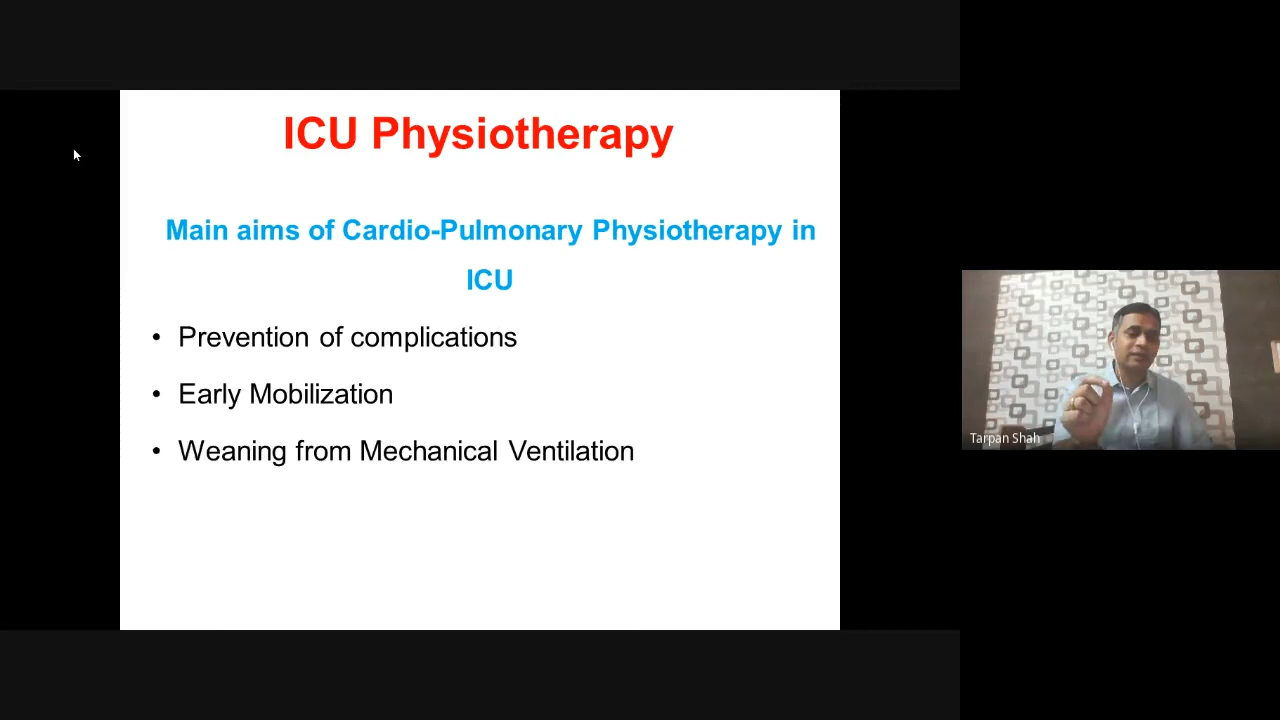 ICU Physiotherapy
Main aims of Cardio-Pulmonary Physiotherapy in
ICU
• Prevention of complications
• Early Mobilization
• Weaning from Mechanical Ventilation
Tarpan Shah